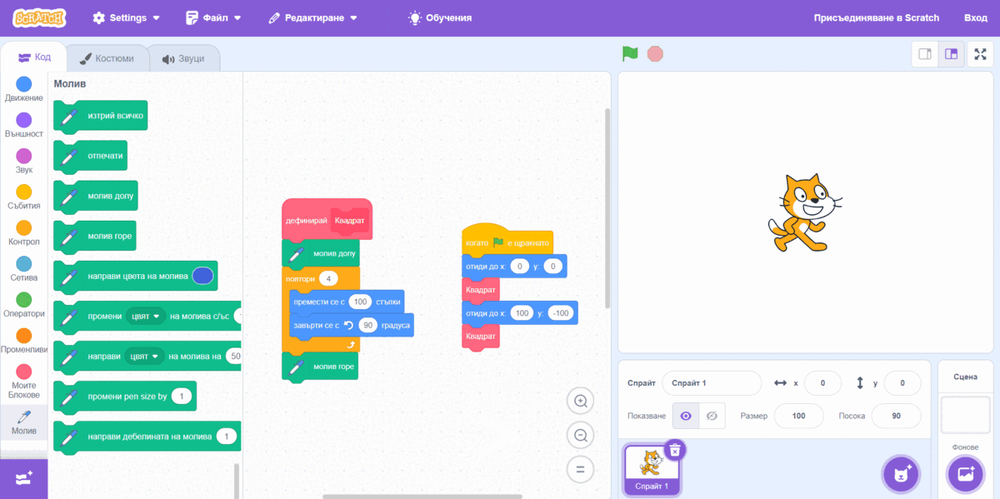 SCRATCH Settings Файл Редактиране Обучения Присъединяване в Scratch Вход
Код Костюми Звуци
Движение
Външност
Звук
Събития
Контрол
Сетива
Оператори
Променливи
Моите
Блокове
Молив
Молив
изтрий всичко
отпечати
молив долу
молив горе
направи цвета на молива
промени цвят на молива с/ъс
направи цвят на молива на 50
промени pen size by 1
направи дебелината на молива 1
дефинирай Квадрат
молив долу
повтори 4
премести се с 100 стъпки
завърти се с 90 градуса
молив горе
когато е щракнато
отиди до x: 0 y: 0
Квадрат
отиди до x: 100 y: -100
Квадрат
Спрайт Спрайт 1 x 0 y 0
Показване Размер 100 Посока 90
Спрайт 1
Сцена
Фонове